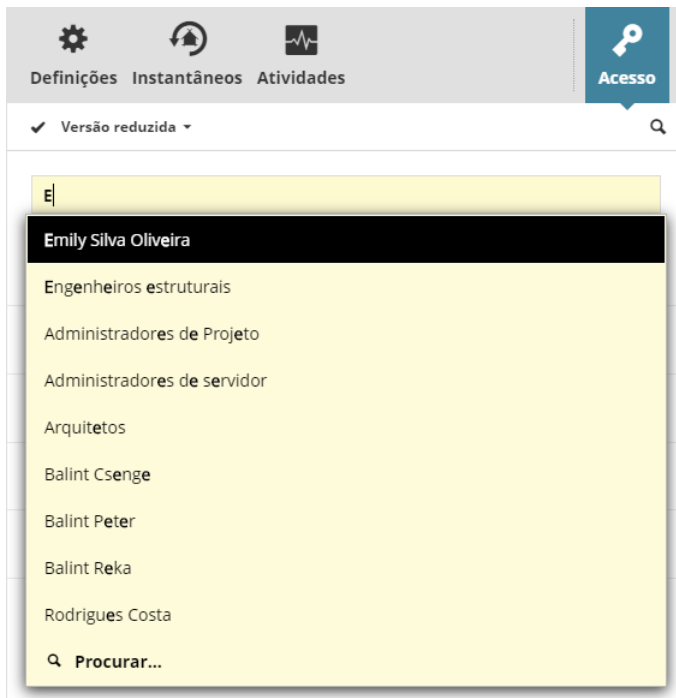 Definições Instantâneos Atividades Acesso
Versão reduzida
E
Emily Silva Oliveira
Engenheiros estruturais
Administradores de Projeto
Administradores de servidor
Arquitetos
Balint Csenge
Balint Peter
Balint Reka
Rodrigues Costa
Procurar...